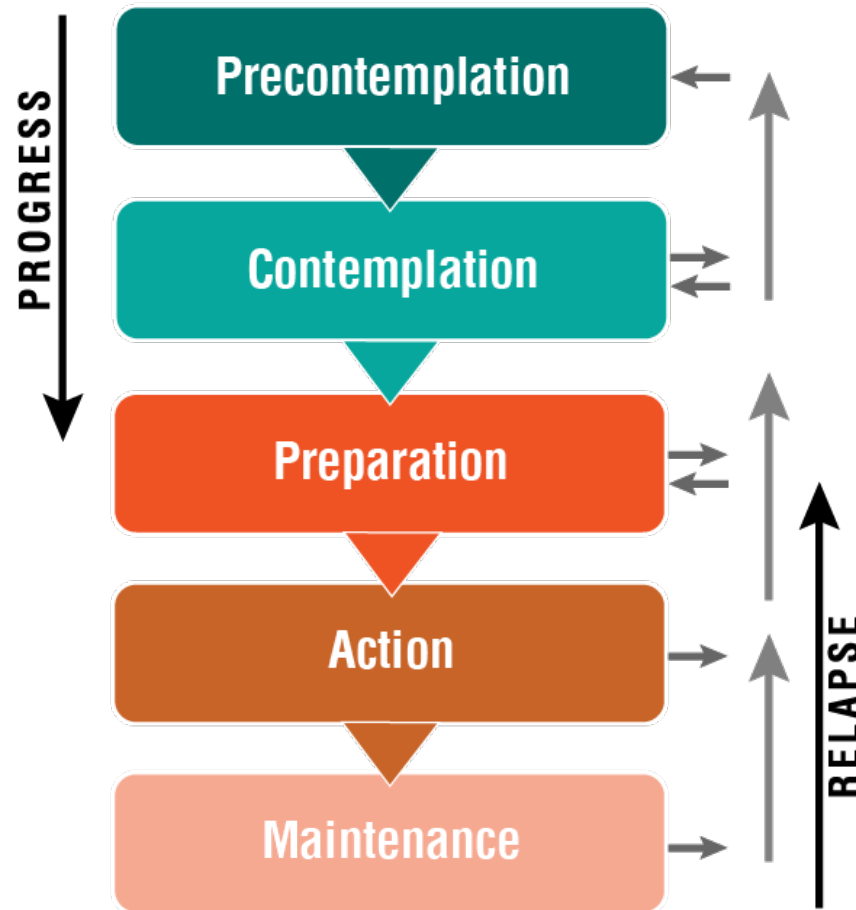 PROGRESS
Precontemplation
Contemplation
Preparation
Action
Maintenance
RELAPSE